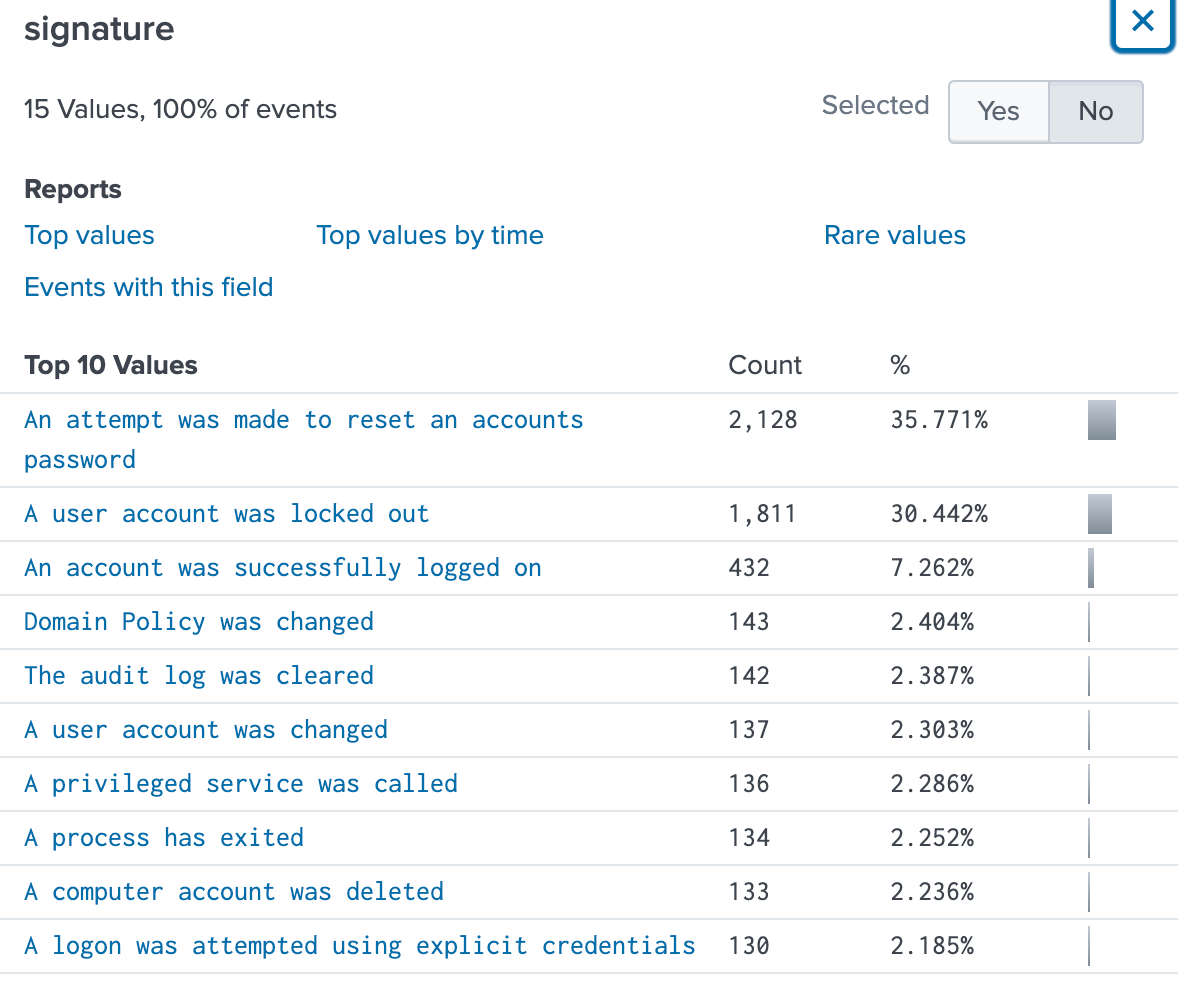 signature
15 Values, 100% of events
Selected Yes No
Reports
Top values Top values by time Rare values
Events with this field
Top 10 Values Count %
An attempt was made to reset an accounts 2,128 35.771%
password
A user account was locked out 1,811 30.442%
An account was successfully logged on 432 7.262%
Domain Policy was changed 143 2.404%
The audit log was cleared 142 2.387%
A user account was changed 137 2.303%
A privileged service was called 136 2.286%
A process has exited 134 2.252%
A computer account was deleted 133 2.236%
A logon was attempted using explicit credentials 130 2.185%